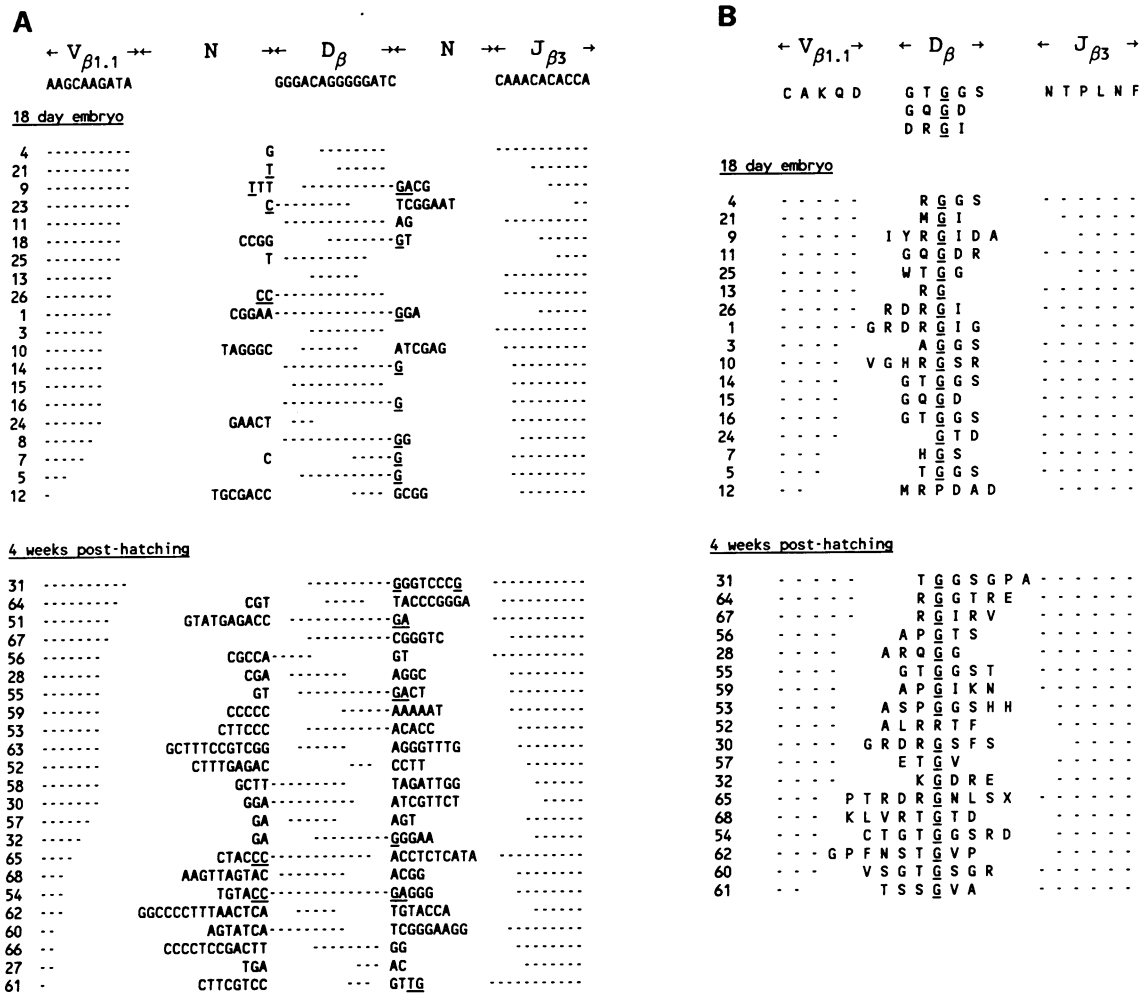 A
← Vβ1.1 →← N →← Dβ →← N →← Jβ3 →
AAGCAAGATA GGGACAGGGGGATC CAAACACACCA
18 day embryo
4 G
21 T
9 TTT GACG
23 C TCGGAAT
11 AG
18 CCGG GT
25 T
13
26 CC
1 CGGAA GGA
3
10 TAGGGC ATCGAG
14 G
15
16 G
24 GAACT
8 GG
7 C G
5 G
12 TGCGACC GCGG
4 weeks post-hatching
31 GGGTCCCG
64 CGT TACCCGGGA
51 GTATGAGACC GA
67 CGGGTC
56 CGCCA GT
28 CGA AGGC
55 GT GACT
59 CCCCC AAAAAT
53 CTTCCC ACACC
63 GCTTTCCGTCGG AGGGTTTG
52 CTTTGAGAC CCTT
58 GCTT TAGATTGG
30 GGA ATCGTTCT
57 GA AGT
32 GA GGGAA
65 CTACCC ACCTCTCATA
68 AAGTTAGTAC ACGG
54 TGTACC GAGGG
62 GGCCCCTTTAACTCA TGTACCA
60 AGTATCA TCGGGAAGG
66 CCCCTCCGACTT GG
27 TGA AC
61 CTTCGTCC GTTG
B
← Vβ1.1 → ← Dβ → ← Jβ3 →
C A K Q D G T G G S N T P L N F
G Q G D
D R G I
18 day embryo
4 R G G S
21 M G I
9 I Y R G I D A
11 G Q G D R
25 W T G G
13 R G
26 R D R G I
1 G R D R G I G
3 A G G S
10 V G H R G S R
14 G T G G S
15 G Q G D
16 G T G G S
24 G T D
7 H G S
5 T G G S
12 M R P D A D
4 weeks post-hatching
31 T G G S G P A
64 R G G T R E
67 R G I R V
56 A P G T S
28 A R Q G G
55 G T G G S T
59 A P G I K N
53 A S P G G S H H
52 A L R R T F
30 G R D R G S F S
57 E T G V
32 K G D R E
65 P T R D R G N L S X
68 K L V R T G T D
54 C T G T G G S R D
62 G P F N S T G V P
60 V S G T G S G R
61 T S S G V A